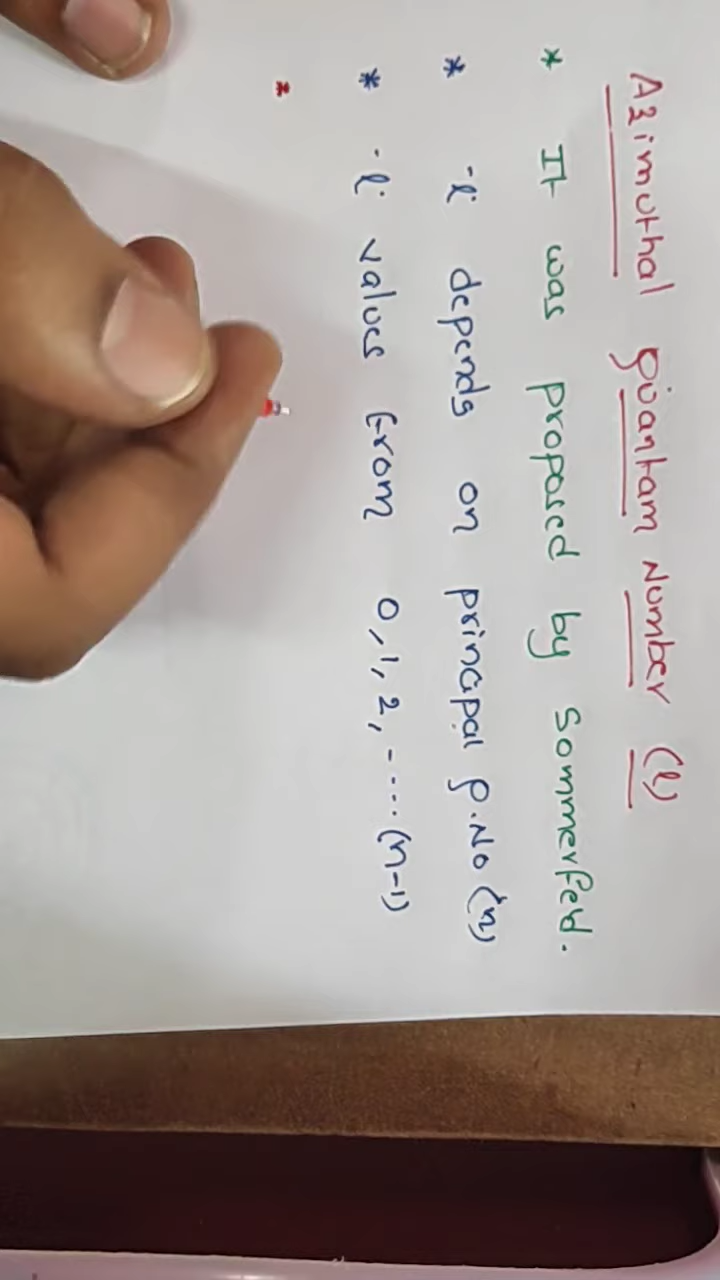 Azimuthal Quantam Number (l)
* It was proposed by Sommerfeld.
* 'l' depends on principal Q.No (n)
* 'l' values from 0, 1, 2, - .... (n-1)
*